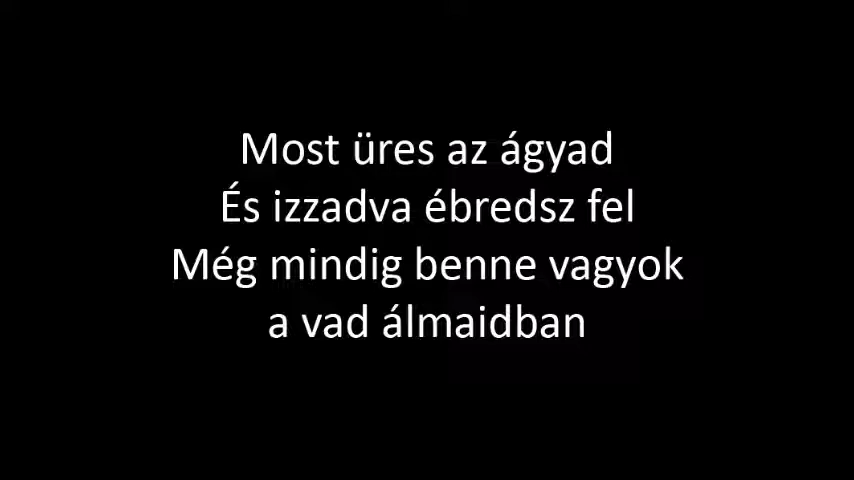 Most üres az ágyad
És izzadva ébredsz fel
Még mindig benne vagyok
a vad álmaidban